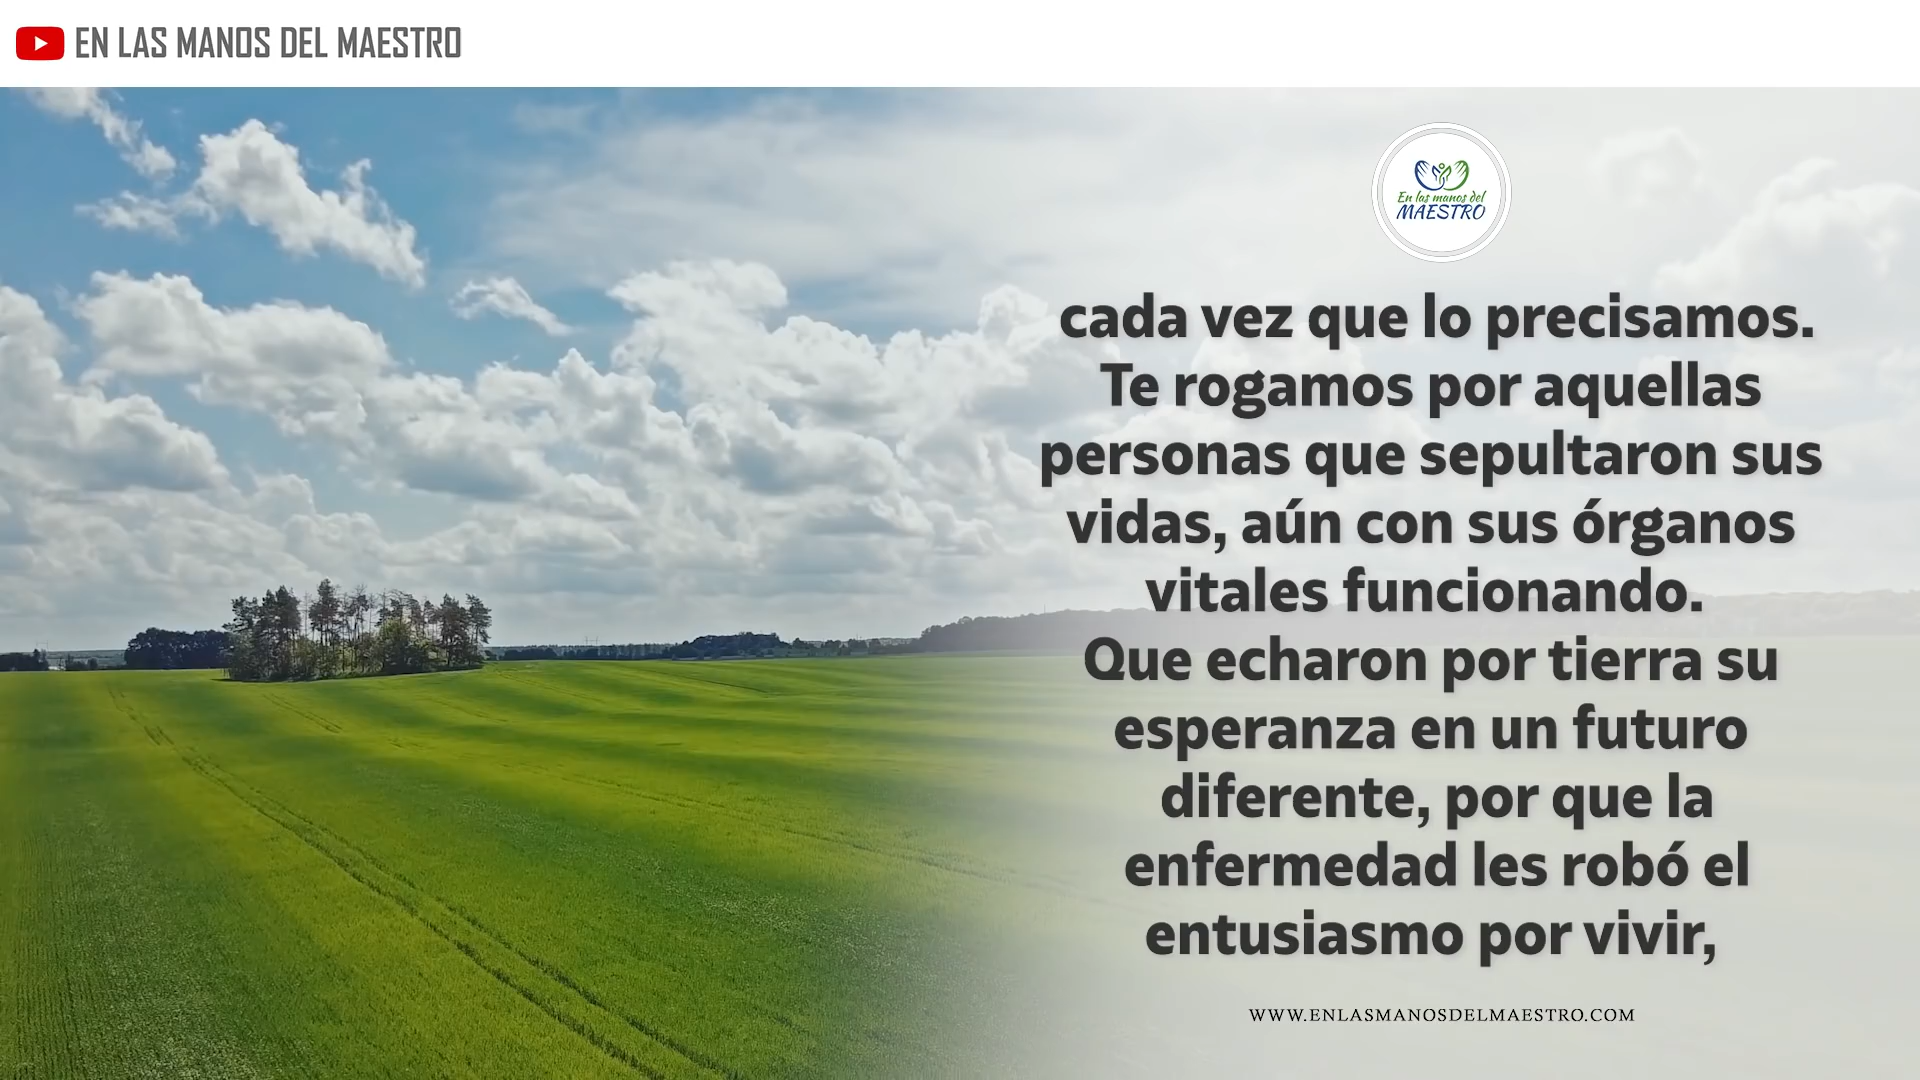 EN LAS MANOS DEL MAESTRO
En las manos del
MAESTRO
cada vez que lo precisamos.
Te rogamos por aquellas
personas que sepultaron sus
vidas, aún con sus órganos
vitales funcionando.
Que echaron por tierra su
esperanza en un futuro
diferente, por que la
enfermedad les robó el
entusiasmo por vivir,
WWW.ENLASMANOSDELMAESTRO.COM